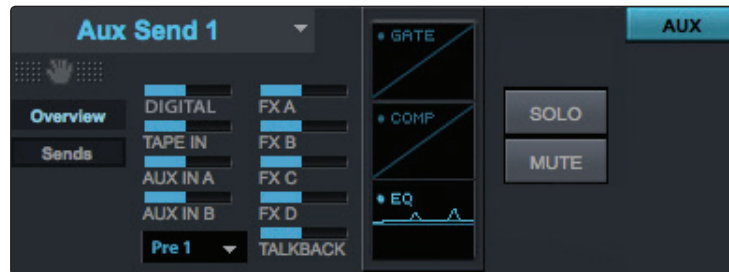 Aux Send 1
AUX
Overview
Sends
DIGITAL
FX A
TAPE IN
FX B
AUX IN A
FX C
AUX IN B
FX D
Pre 1
TALKBACK
GATE
COMP
EQ
SOLO
MUTE